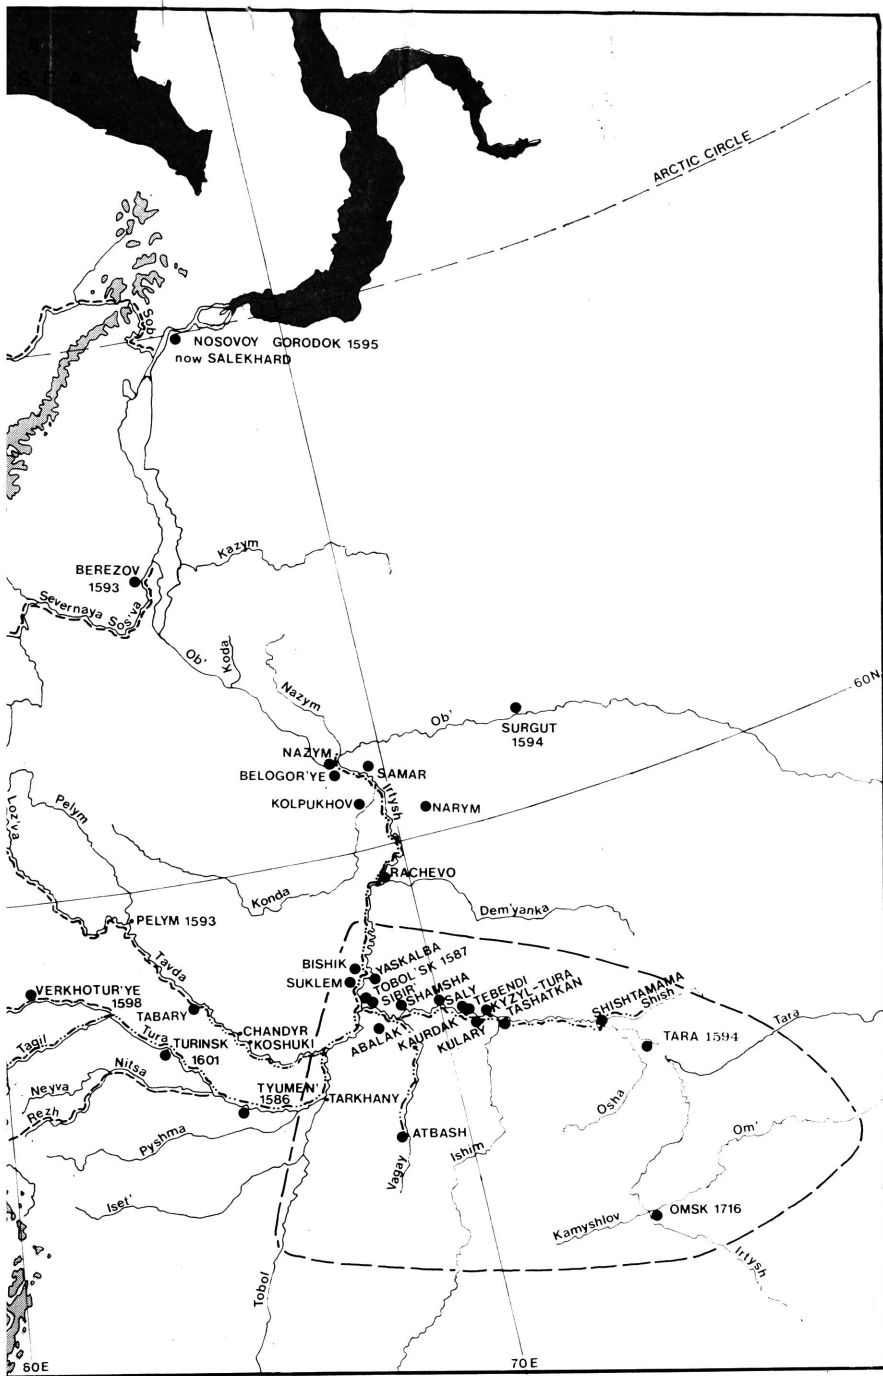 A
SEA
ARCTIC CIRCLE
Sob'
NOSOVOY GORODOK 1595
now SALEKHARD
Kazym
BEREZOV
1593
Severnaya Sos'va
Ob'
Koda
Nazym
60N
Ob'
SURGUT
1594
NAZYM
BELOGOR'YE
SAMAR
Irtysh
KOLPUKHOV
NARYM
Loz'va
Pelym
RACHEVO
Konda
Dem'yanka
PELYM 1593
Tavda
BISHIK
YASKALBA
SUKLEM
TOBOL'SK 1587
SIBIR'
SHAMSHA
SALY
TEBENDI
KYZYL-TURA
TASHATKAN
SHISHTAMAMA
Shish
VERKHOTUR'YE
1598
TABARY
CHANDYR
KOSHUKI
ABALAK
KAURDAK
KULARY
TARA 1594
Tara
Tagil
Tura
TURINSK
1601
Nitsa
Neyva
Rezh
TYUMEN'
1586
TARKHANY
Osha
Pyshma
ATBASH
Ishim
Om'
Vagay
Iset'
OMSK 1716
Kamyshlov
Irtysh
Tobol
60E
70E